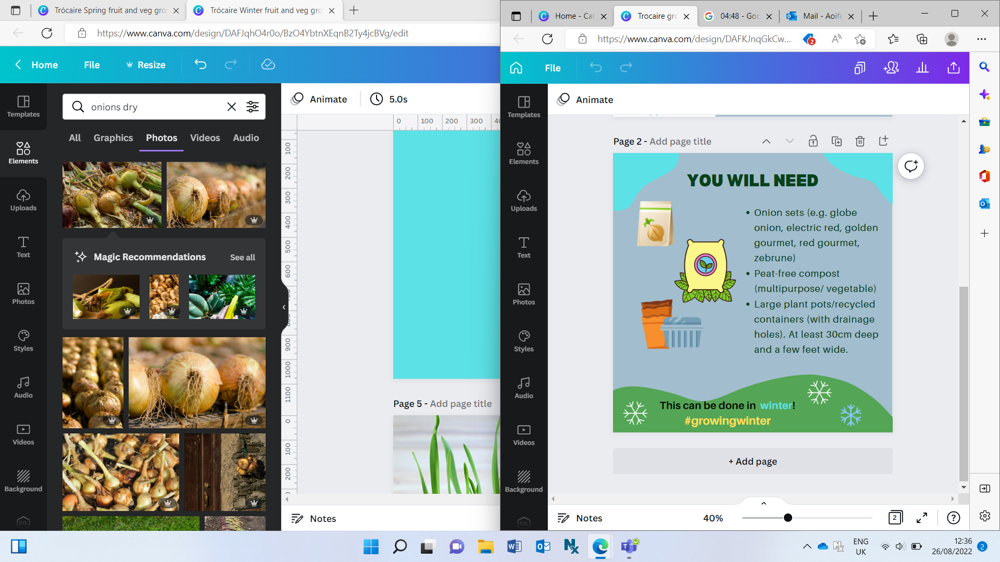 Trócaire Spring fruit and veg gro
Trócaire Winter fruit and veg gro
https://www.canva.com/design/DAFJqhO4r0o/BzO4YbtnXEqnB2Ty4jcBVg/edit
Home
File
Resize
Templates
Elements
Uploads
Text
Photos
Styles
Audio
Videos
Background
onions dry
All
Graphics
Photos
Videos
Audio
Magic Recommendations
See all
Animate
5.0s
0
100
200
300
40
100
200
300
400
500
600
900
1000
1100
0
100
200
Page 5 - Add page title
Notes
Home - Car
Trocaire gro
04:48 - Goo
Mail - Aoife
https://www.canva.com/design/DAFKJnqGkCw...
2
File
Templates
Elements
Uploads
Text
Photos
Styles
Audio
Videos
Background
Animate
Page 2 - Add page title
YOU WILL NEED
• Onion sets (e.g. globe
onion, electric red, golden
gourmet, red gourmet,
zebrune)
• Peat-free compost
(multipurpose/ vegetable)
• Large plant pots/recycled
containers (with drainage
holes). At least 30cm deep
and a few feet wide.
This can be done in winter!
#growingwinter
+ Add page
Notes
40%
2
ENG
UK
12:36
26/08/2022
2